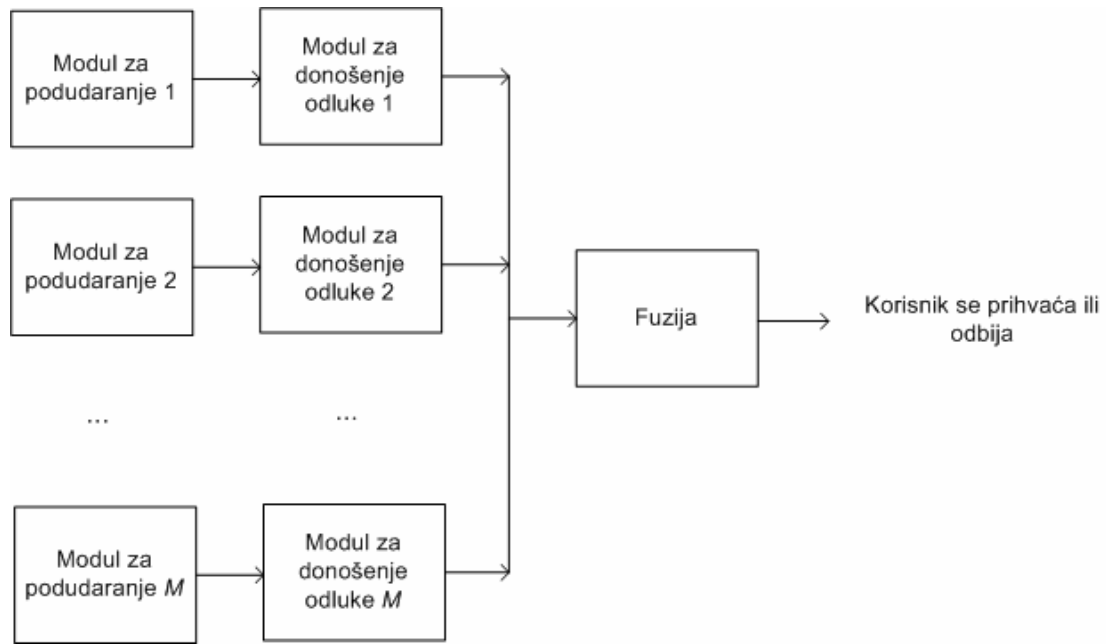 Modul za
podudaranje 1
Modul za
donošenje
odluke 1
Modul za
podudaranje 2
Modul za
donošenje
odluke 2
Fuzija
Korisnik se prihvaća ili
odbija
...
...
Modul za
podudaranje M
Modul za
donošenje
odluke M